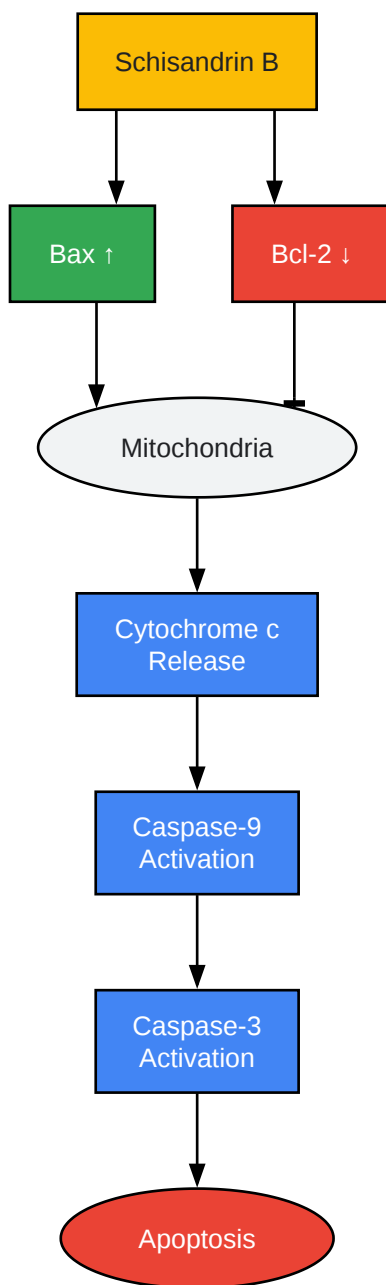 Schisandrin B
Bax ↑
Bcl-2 ↓
Mitochondria
Cytochrome c
Release
Caspase-9
Activation
Caspase-3
Activation
Apoptosis